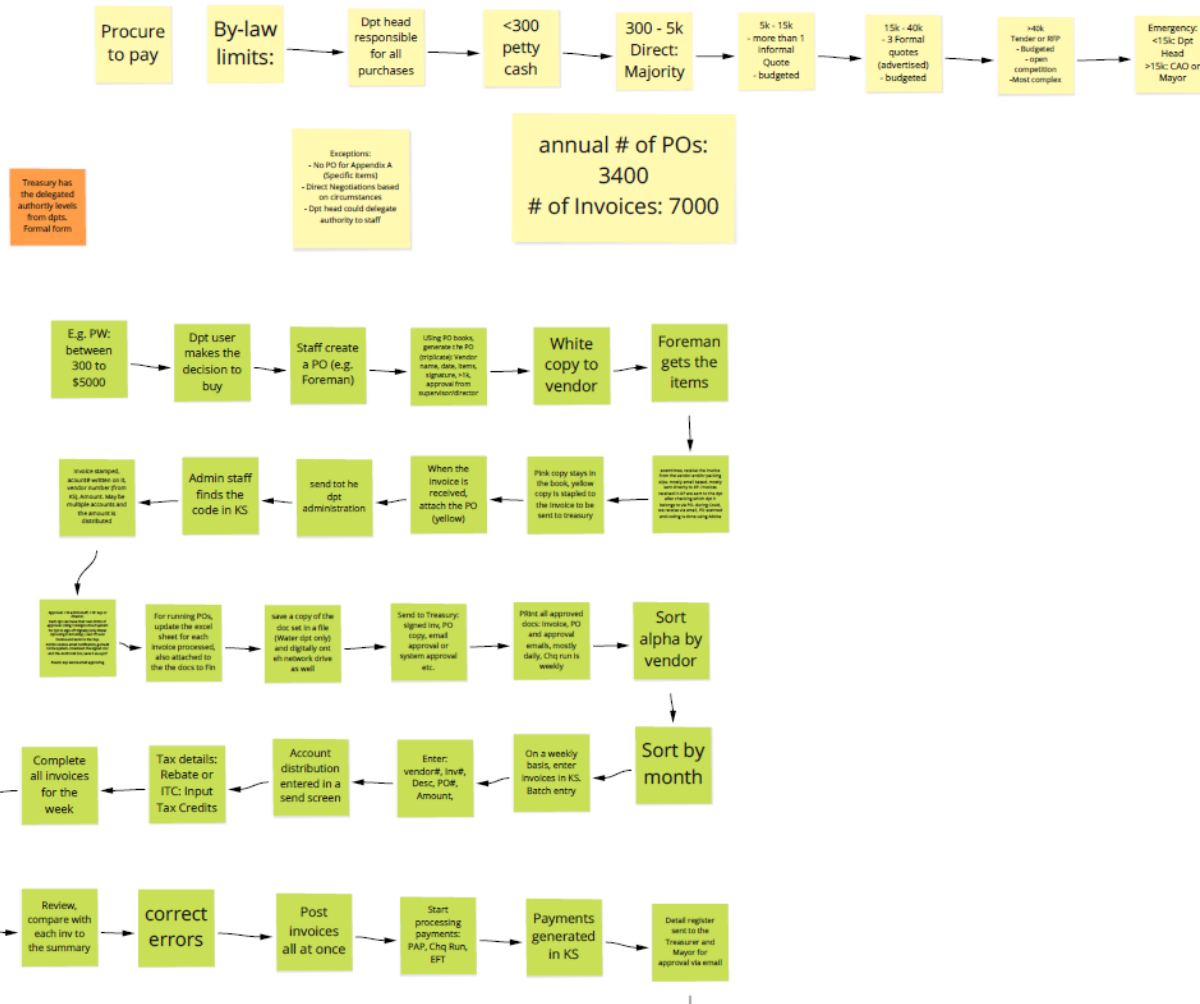 Procure
to pay
By-law
limits:
Dpt head
responsible
for all
purchases
<300
petty
cash
300 - 5k
Direct:
Majority
5k - 15k
- more than 1
informal
Quote
- budgeted
15k - 40k
- 3 Formal
quotes
(advertised)
- budgeted
>40k
Tender or RFP
- Budgeted
- open
competition
-Most complex
Emergency:
<15k: Dpt
Head
>15k: CAO or
Mayor
Treasury has
the delegated
authortiy levels
from dpts.
Formal form
Exceptions:
- No PO for Appendix A
(Specific items)
- Direct Negotiations based
on circumstances
- Dpt head could delegate
authority to staff
annual # of POs:
3400
# of Invoices: 7000
E.g. PW:
between
300 to
$5000
Dpt user
makes the
decision to
buy
Staff create
a PO (e.g.
Foreman)
USing PO books,
generate the PO
(triplicate): Vendor
name, date, items,
signature, >1k,
approval from
supervisor/director
White
copy to
vendor
Foreman
gets the
items
Invoice stamped,
acount# written on it,
vendor number (from
KS), Amount. May be
multiple accounts and
the amount is
distributed
Admin staff
finds the
code in KS
send tot he
dpt
administration
When the
invoice is
received,
attach the PO
(yellow)
Pink copy stays in
the book, yellow
copy is stapled to
the Invoice to be
sent to treasury
For running POs,
update the excel
sheet for each
invoice processed,
also attached to
the the docs to Fin
save a copy of the
doc set in a file
(Water dpt only)
and digitally ont
eh network drive
as well
Send to Treasury:
signed inv, PO
copy, email
approval or
system approval
etc.
PRint all approved
docs: Invoice, PO
and approval
emails, mostly
daily, Chq run is
weekly
Sort
alpha by
vendor
Complete
all invoices
for the
week
Tax details:
Rebate or
ITC: Input
Tax Credits
Account
distribution
entered in a
send screen
Enter:
vendor#, Inv#,
Desc, PO#,
Amount,
On a weekly
basis, enter
invoices in KS.
Batch entry
Sort by
month
Review,
compare with
each inv to
the summary
correct
errors
Post
invoices
all at once
Start
processing
payments:
PAP, Chq Run,
EFT
Payments
generated
in KS
Detail register
sent to the
Treasurer and
Mayor for
approval via email